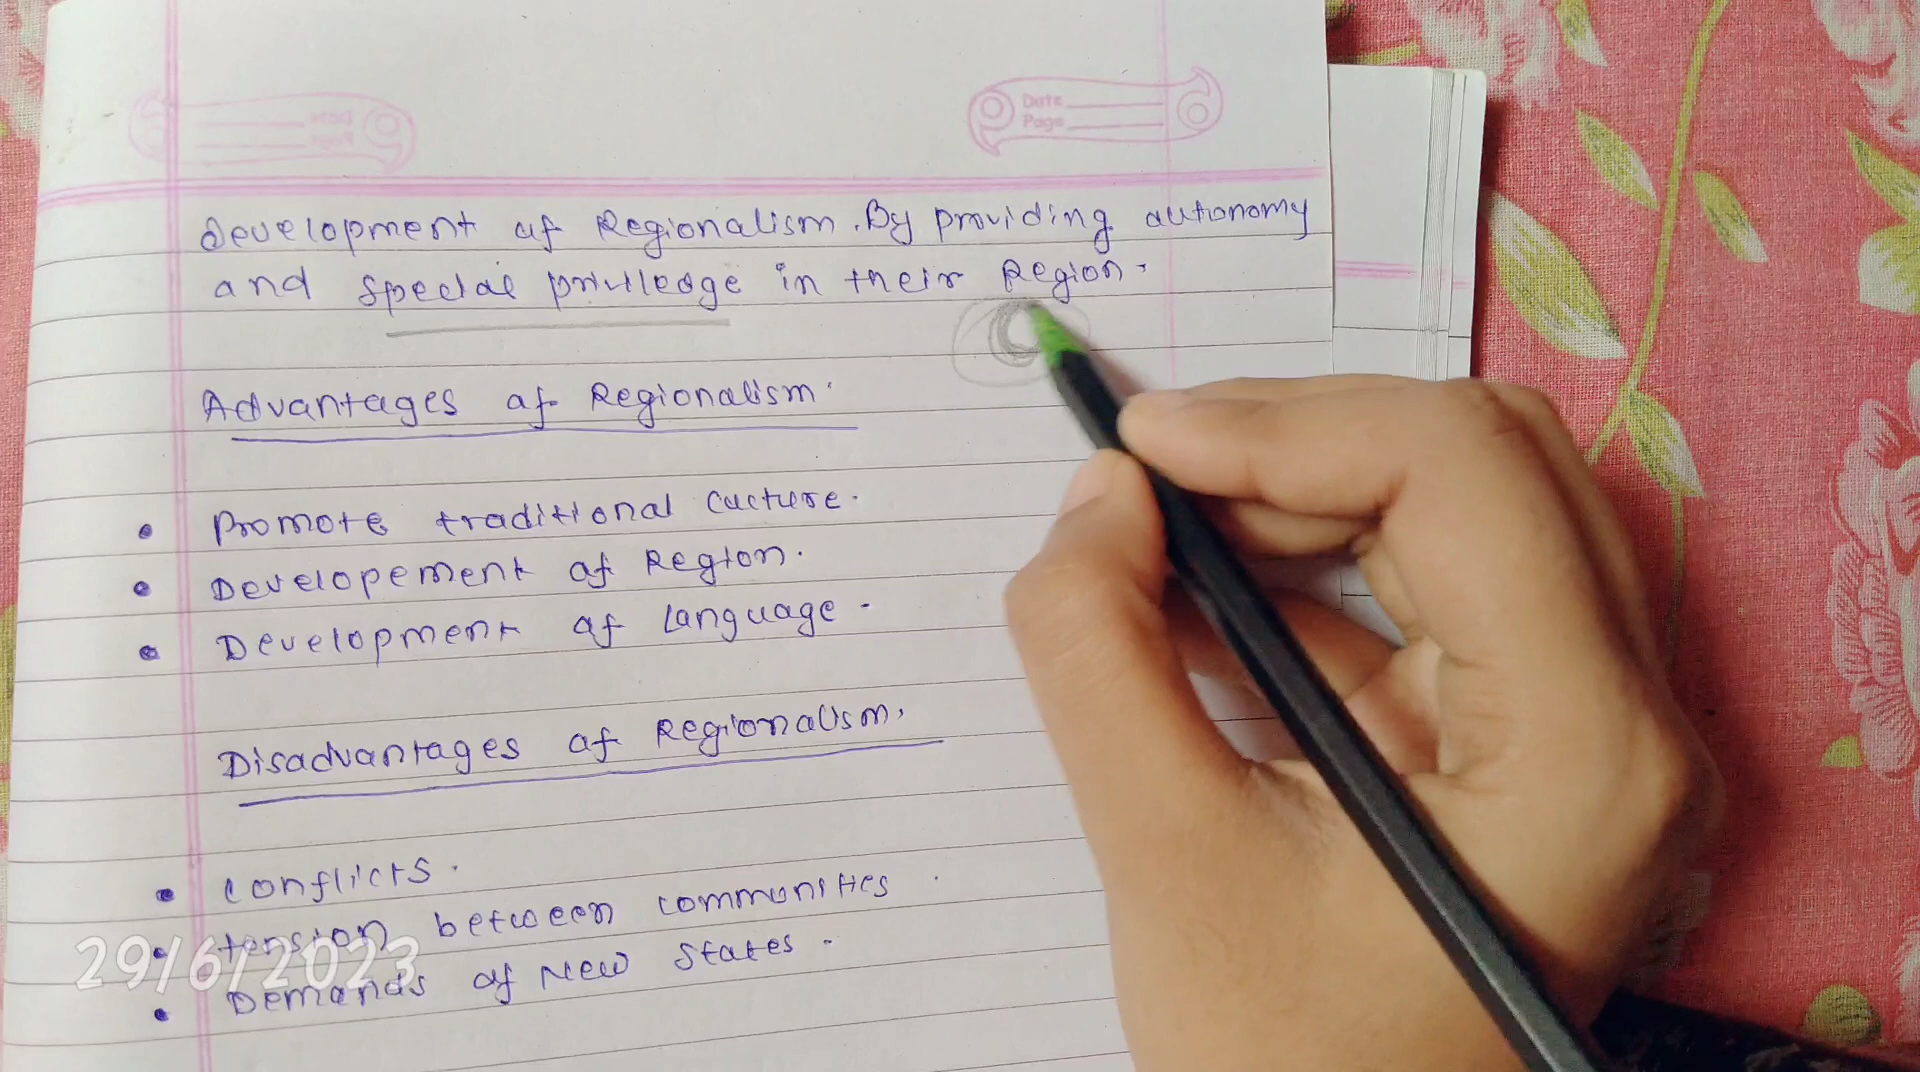 Date
Page
Development of Regionalism. By providing autonomy
and special priviledge in their Region.
Advantages of Regionalism.
• Promote traditional Culture.
• Developement of Region.
• Development of Language.
Disadvantages of Regionalism.
• Conflicts.
• tension between communities
• Demands of New States.
29/6/2023